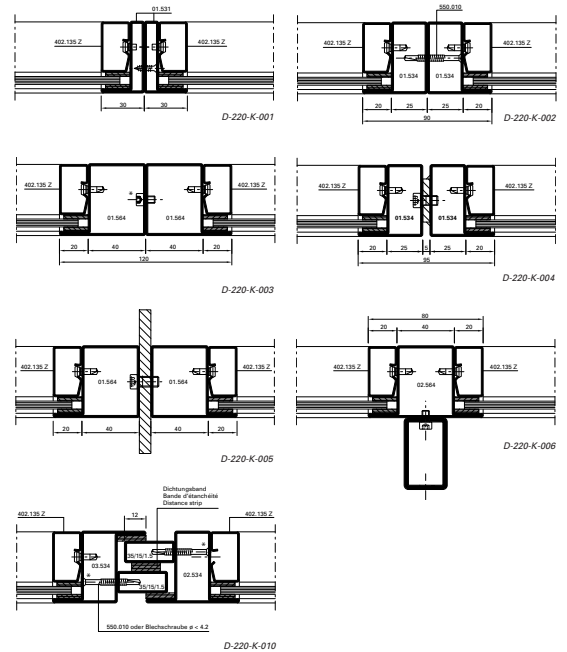 01.531
402.135 Z
402.135 Z
30
30
D-220-K-001
550.010
402.135 Z
402.135 Z
01.534
01.534
20
25
25
20
90
D-220-K-002
402.135 Z
402.135 Z
*
01.564
01.564
20
40
40
20
120
D-220-K-003
402.135 Z
402.135 Z
01.534
01.534
20
25
5
25
20
95
D-220-K-004
402.135 Z
402.135 Z
01.564
01.564
20
40
40
20
D-220-K-005
80
20
40
20
402.135 Z
402.135 Z
02.564
D-220-K-006
Dichtungsband
Bande d'étanchéité
Distance strip
402.135 Z
12
402.135 Z
*
03.534
35/15/1.5
*
35/15/1.5
02.534
550.010 oder Blechschraube ø < 4.2
D-220-K-010